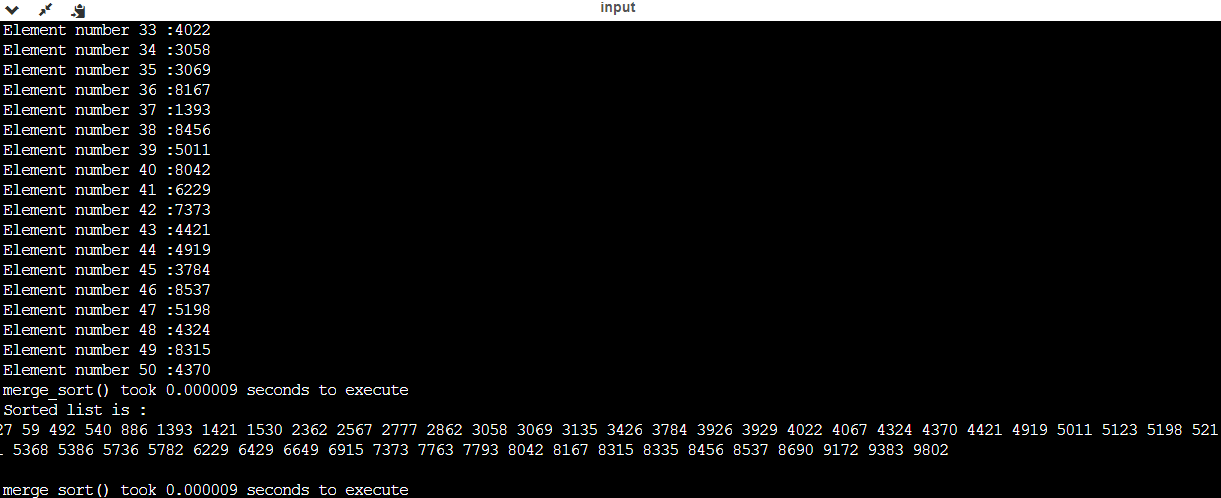 input
Element number 33 :4022
Element number 34 :3058
Element number 35 :3069
Element number 36 :8167
Element number 37 :1393
Element number 38 :8456
Element number 39 :5011
Element number 40 :8042
Element number 41 :6229
Element number 42 :7373
Element number 43 :4421
Element number 44 :4919
Element number 45 :3784
Element number 46 :8537
Element number 47 :5198
Element number 48 :4324
Element number 49 :8315
Element number 50 :4370
merge_sort() took 0.000009 seconds to execute
Sorted list is :
27 59 492 540 886 1393 1421 1530 2362 2567 2777 2862 3058 3069 3135 3426 3784 3926 3929 4022 4067 4324 4370 4421 4919 5011 5123 5198 521
1 5368 5386 5736 5782 6229 6429 6649 6915 7373 7763 7793 8042 8167 8315 8335 8456 8537 8690 9172 9383 9802
merge sort() took 0.000009 seconds to execute